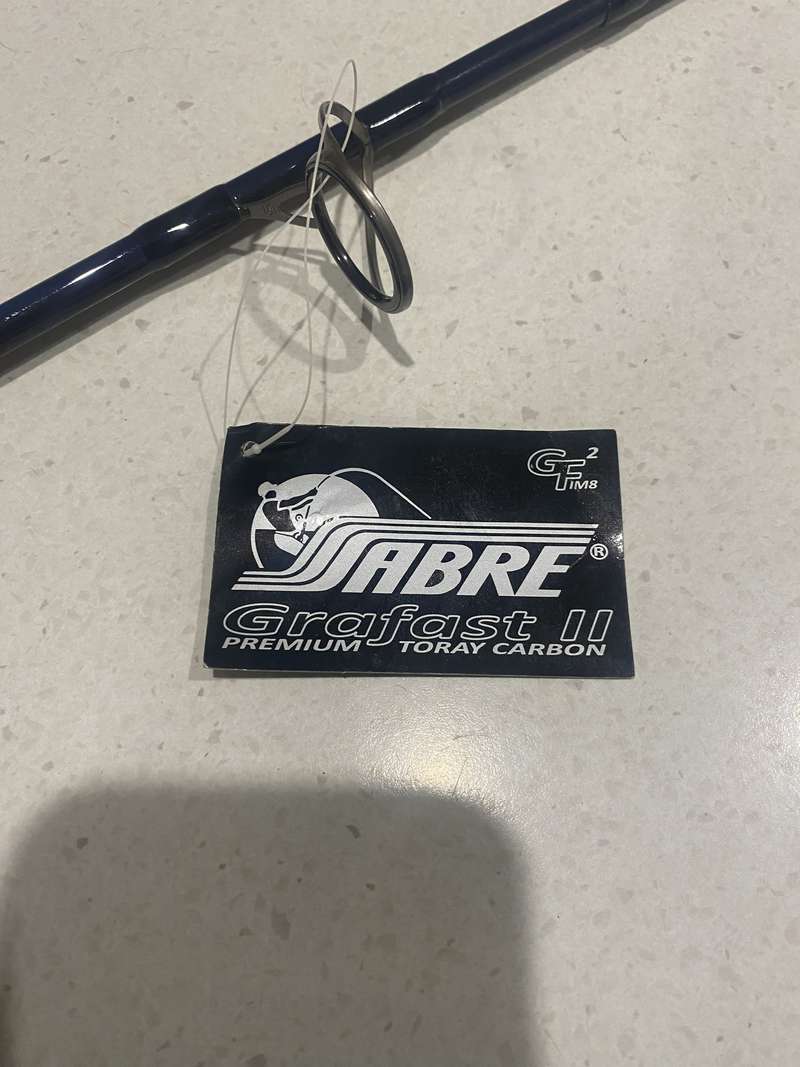 GF²
IM8
SABRE®
Grafast II
PREMIUM TORAY CARBON